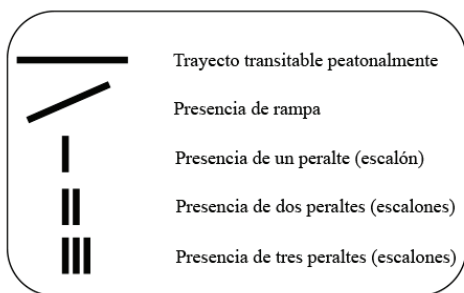 Trayecto transitable peatonalmente
Presencia de rampa
Presencia de un peralte (escalón)
Presencia de dos peraltes (escalones)
Presencia de tres peraltes (escalones)